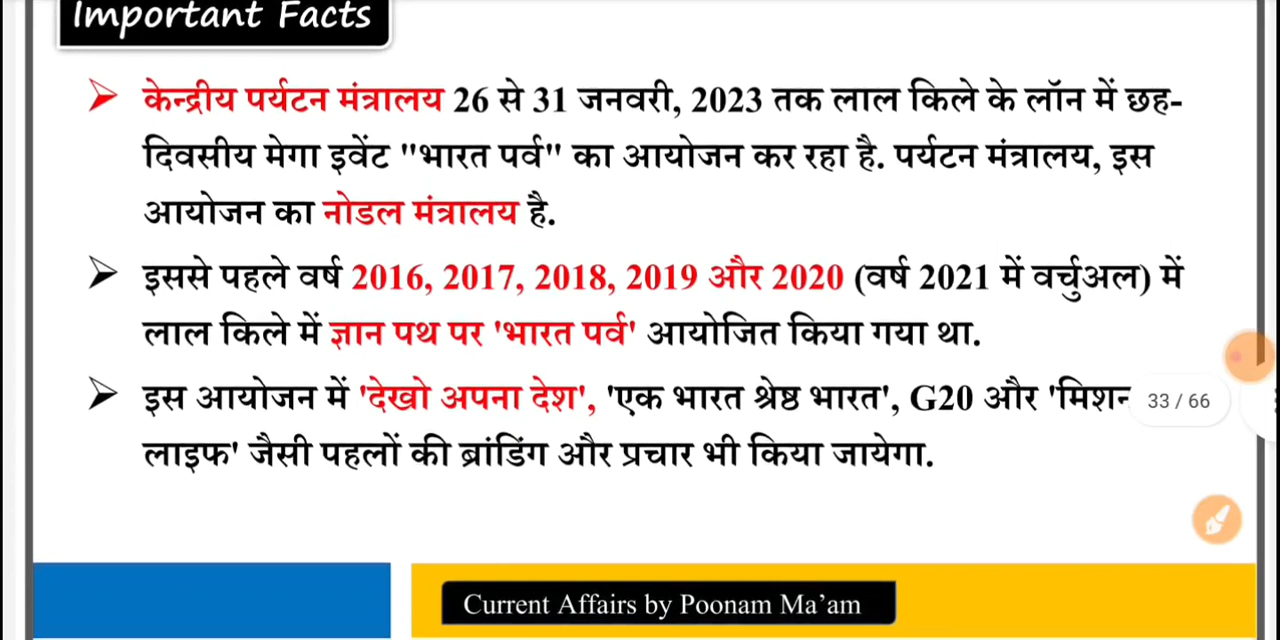 Important Facts
केन्द्रीय पर्यटन मंत्रालय 26 से 31 जनवरी, 2023 तक लाल किले के लॉन में छह-
दिवसीय मेगा इवेंट "भारत पर्व" का आयोजन कर रहा है. पर्यटन मंत्रालय, इस
आयोजन का नोडल मंत्रालय है.
इससे पहले वर्ष 2016, 2017, 2018, 2019 और 2020 (वर्ष 2021 में वर्चुअल) में
लाल किले में ज्ञान पथ पर 'भारत पर्व' आयोजित किया गया था.
इस आयोजन में 'देखो अपना देश', 'एक भारत श्रेष्ठ भारत', G20 और 'मिशन
33 / 66
लाइफ' जैसी पहलों की ब्रांडिंग और प्रचार भी किया जायेगा.
Current Affairs by Poonam Ma'am